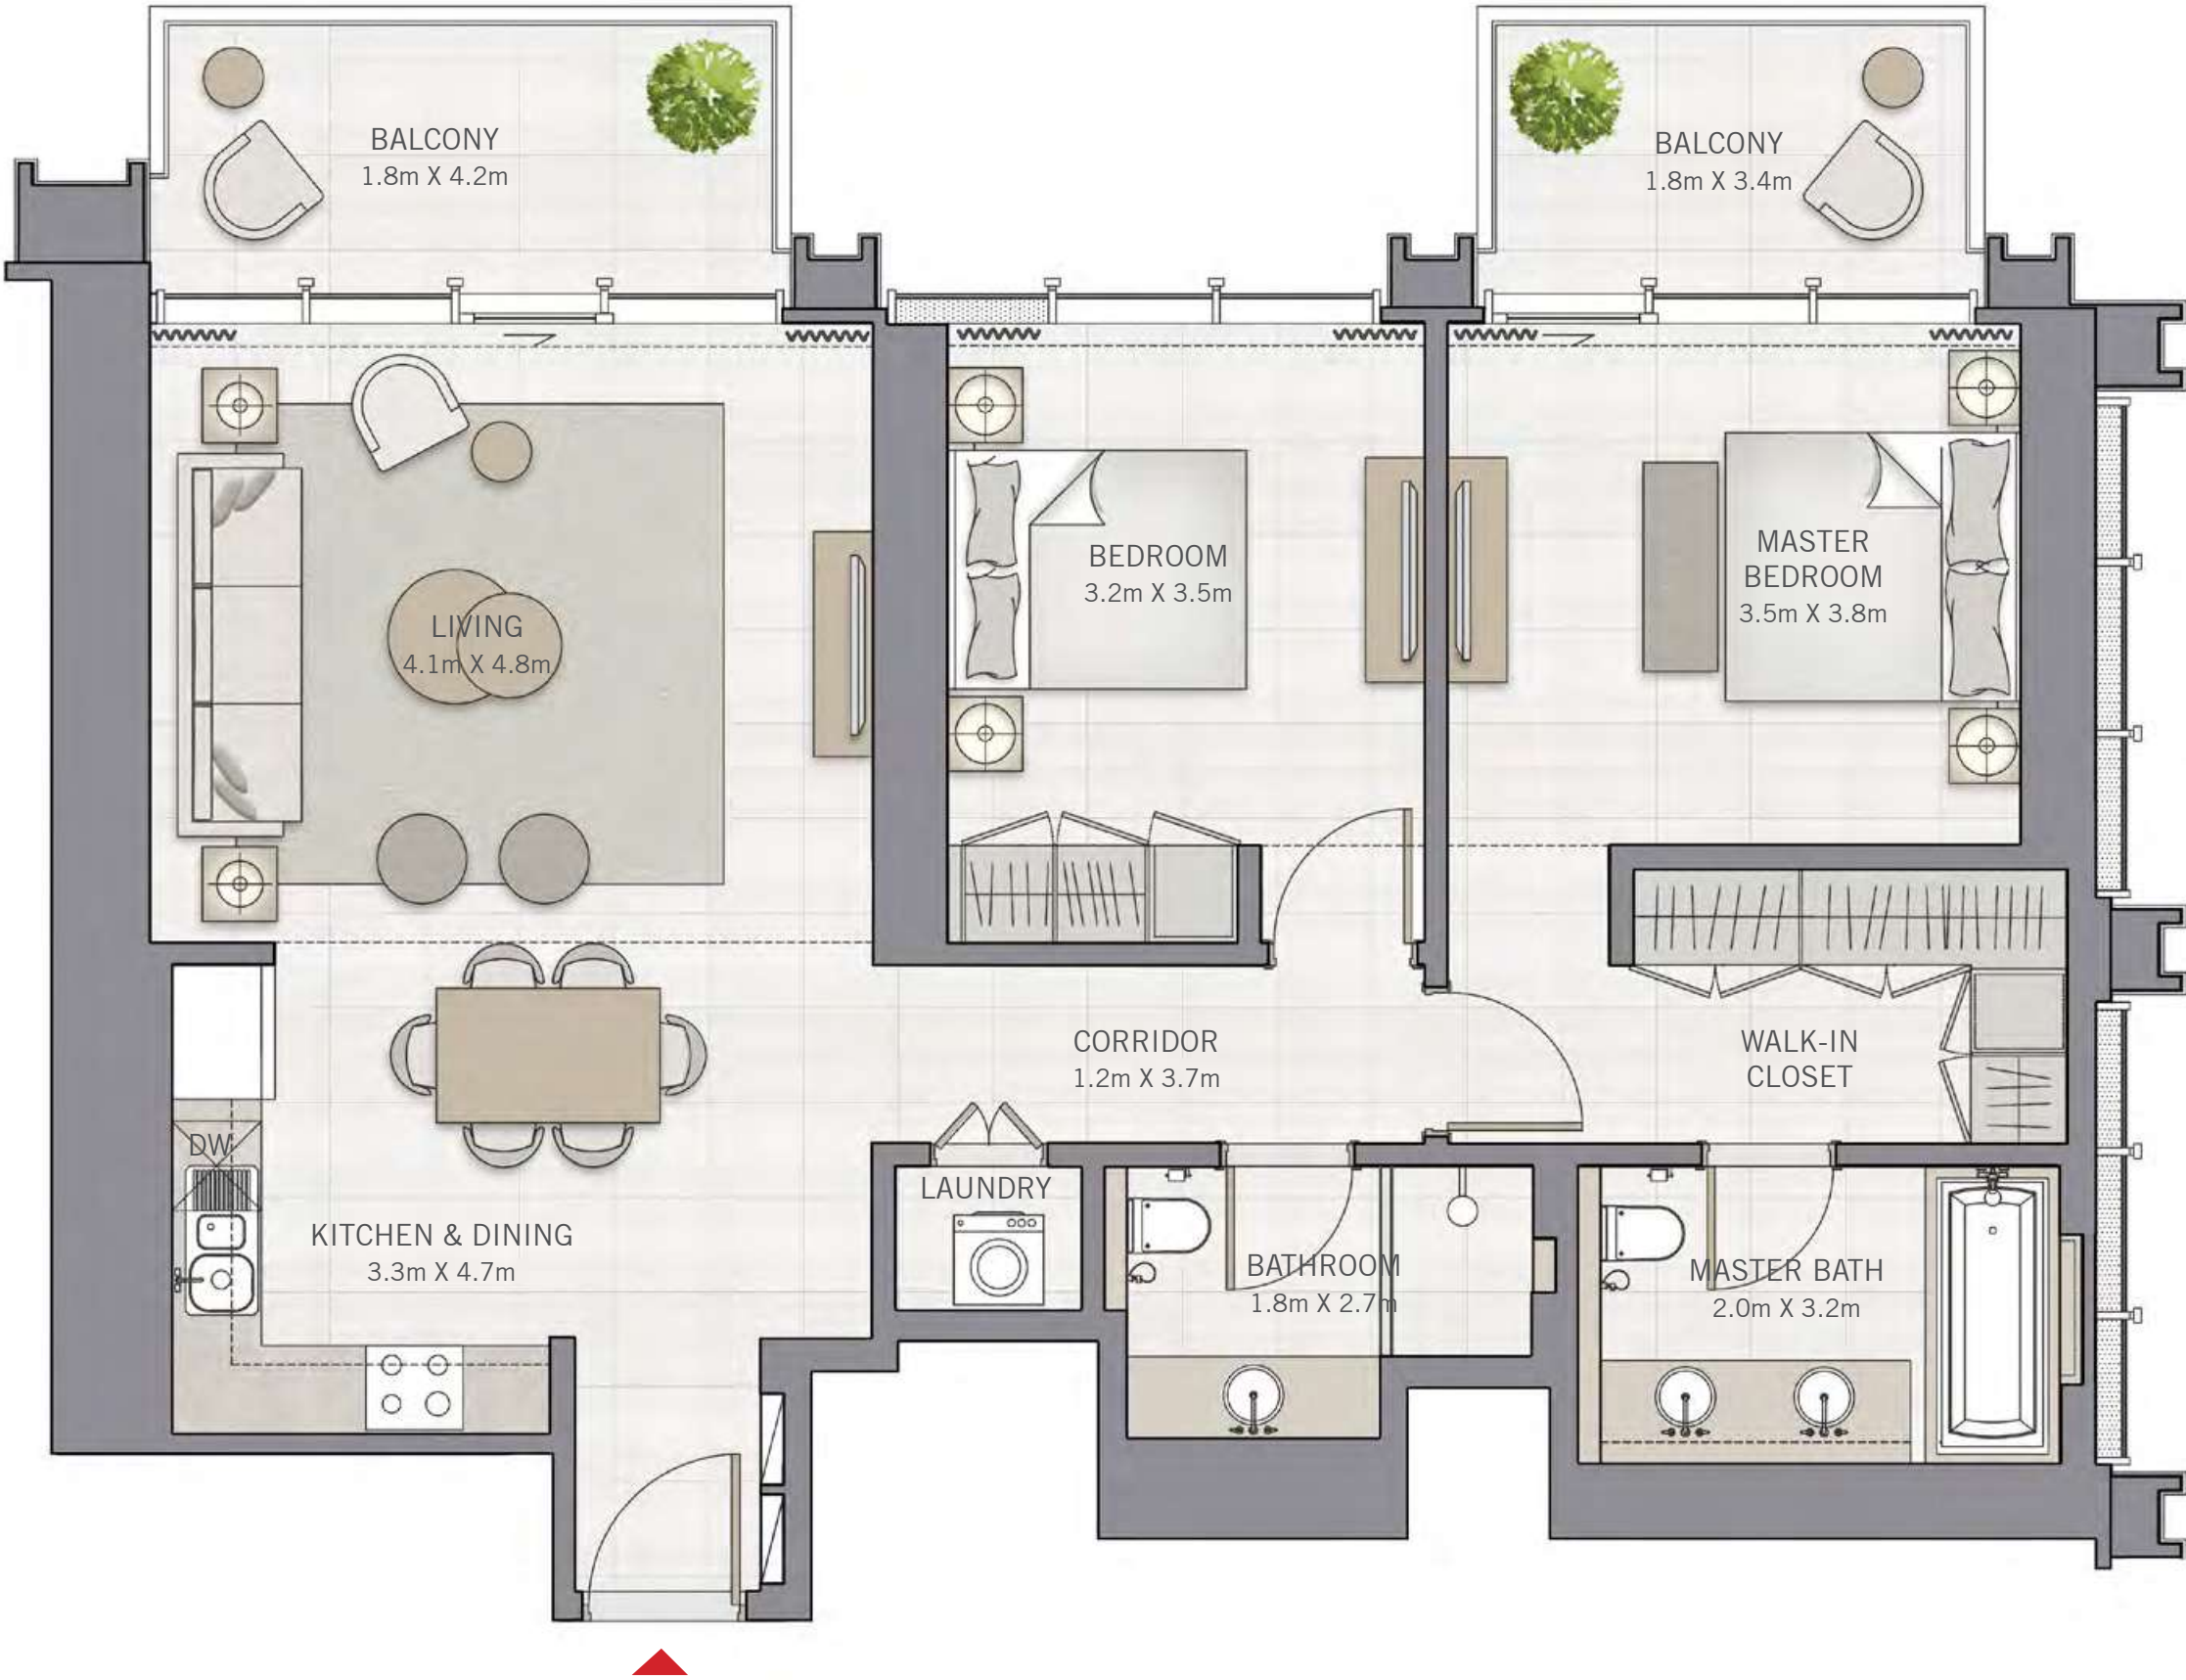 BALCONY
1.8m X 4.2m
BALCONY
1.8m X 3.4m
LIVING
4.1m X 4.8m
BEDROOM
3.2m X 3.5m
MASTER
BEDROOM
3.5m X 3.8m
CORRIDOR
1.2m X 3.7m
WALK-IN
CLOSET
DW
KITCHEN & DINING
3.3m X 4.7m
LAUNDRY
BATHROOM
1.8m X 2.7m
MASTER BATH
2.0m X 3.2m